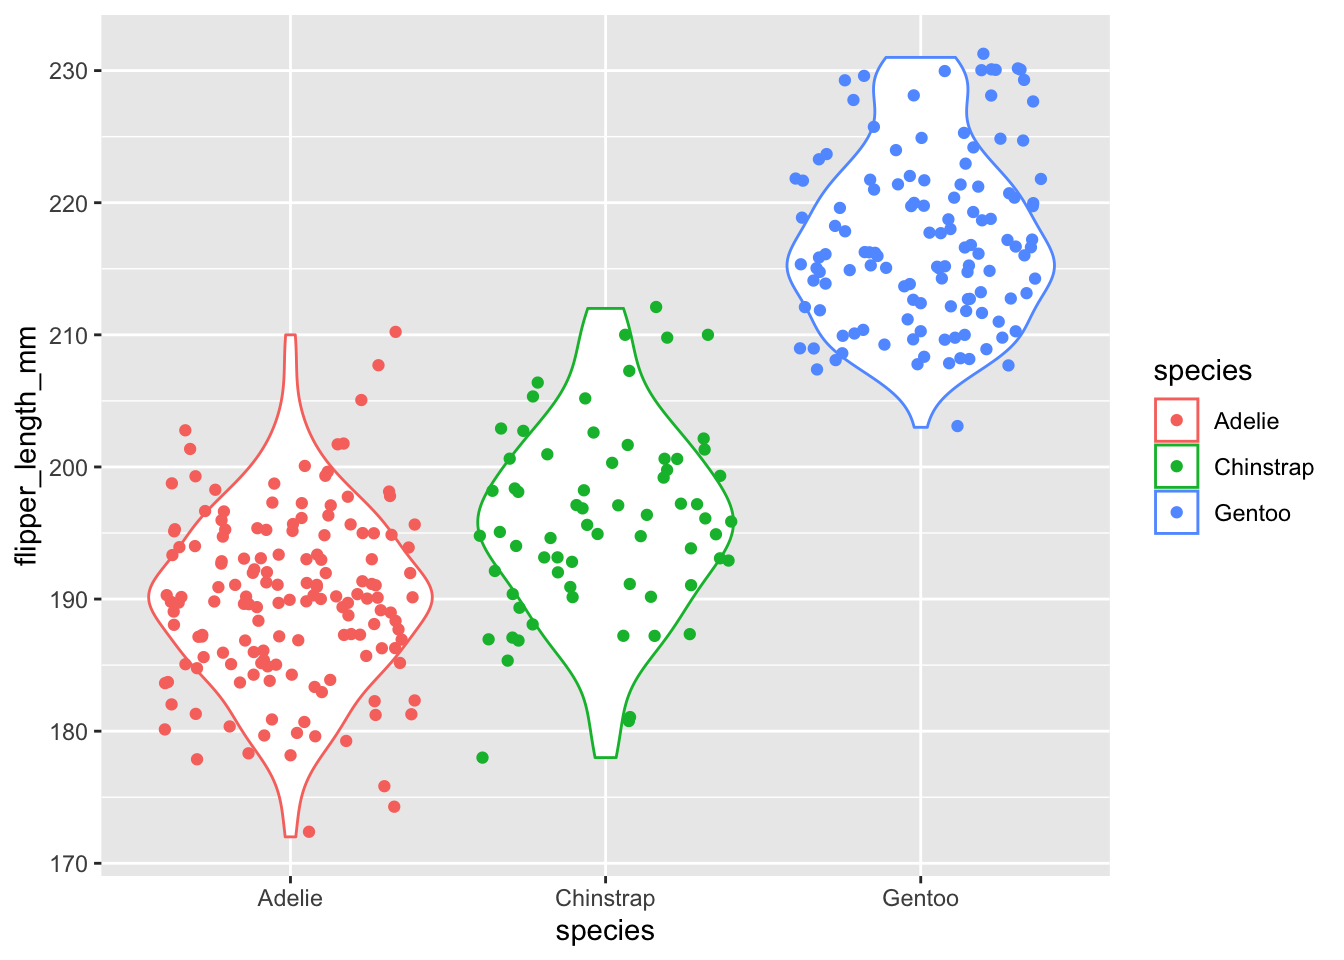 flipper_length_mm
230
220
210
200
190
180
170
Adelie
Chinstrap
Gentoo
species
species
Adelie
Chinstrap
Gentoo